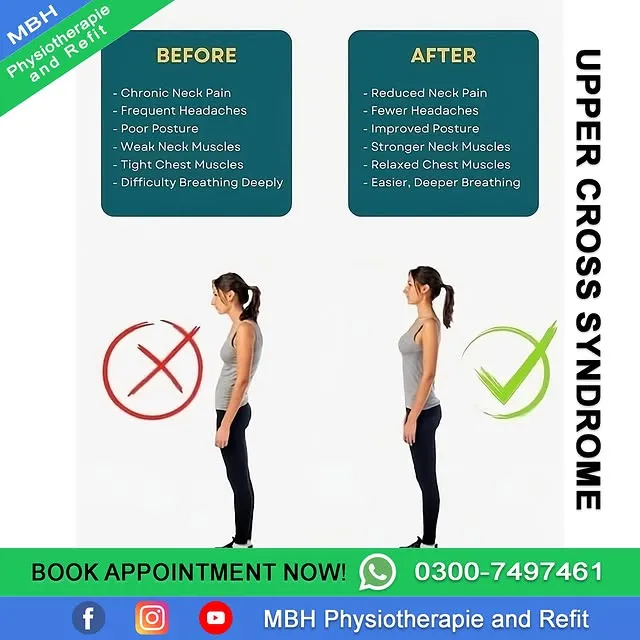 MBH
Physiotherapie
and Refit
BEFORE
- Chronic Neck Pain
- Frequent Headaches
- Poor Posture
- Weak Neck Muscles
- Tight Chest Muscles
- Difficulty Breathing Deeply
AFTER
- Reduced Neck Pain
- Fewer Headaches
- Improved Posture
- Stronger Neck Muscles
- Relaxed Chest Muscles
- Easier, Deeper Breathing
UPPER CROSS SYNDROME
BOOK APPOINTMENT NOW! 0300-7497461
MBH Physiotherapie and Refit